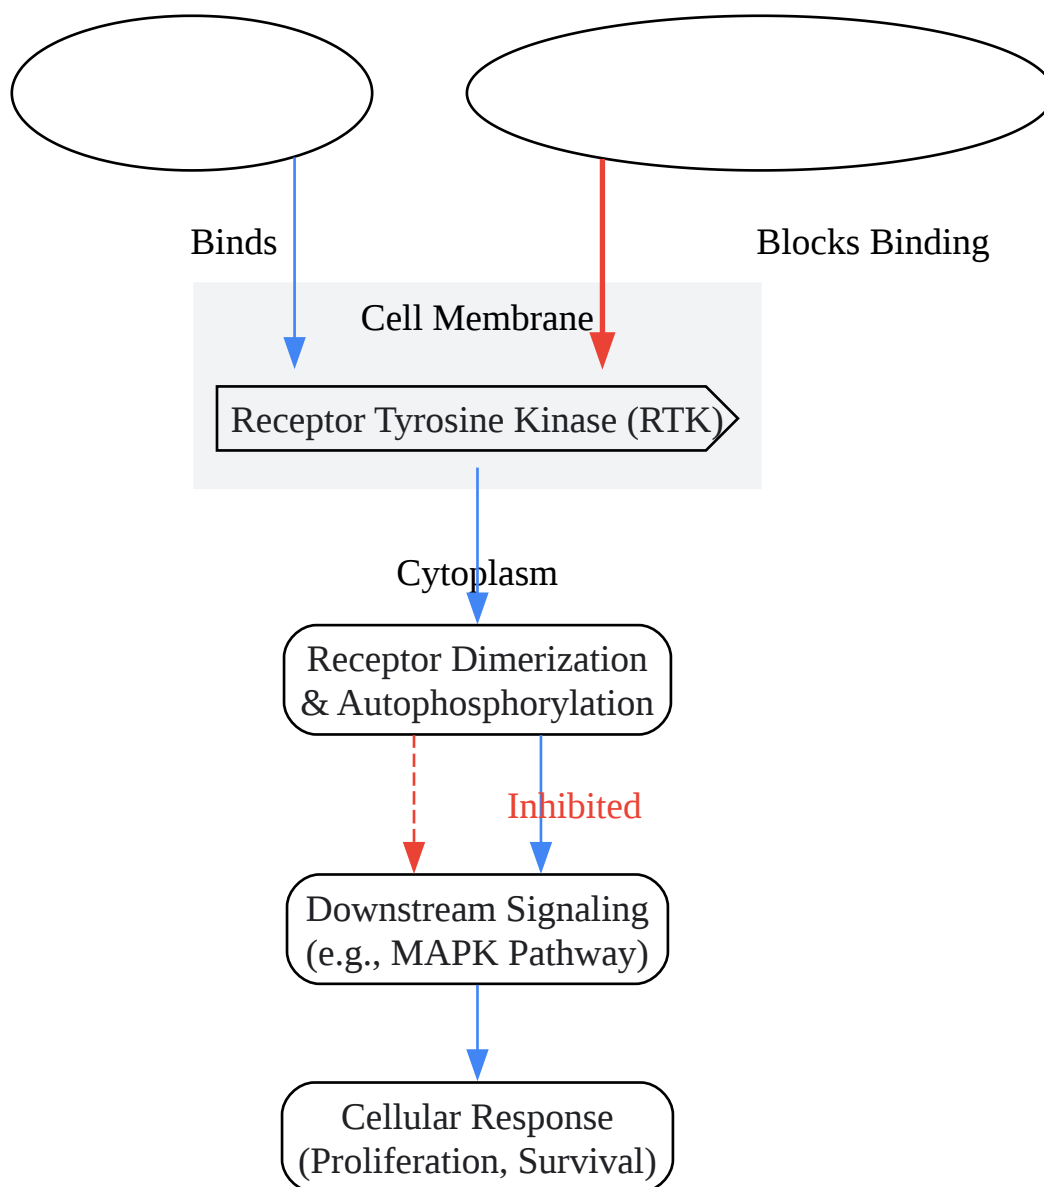 Binds
Blocks Binding
Cell Membrane
Receptor Tyrosine Kinase (RTK)
Cytoplasm
Receptor Dimerization
& Autophosphorylation
Inhibited
Downstream Signaling
(e.g., MAPK Pathway)
Cellular Response
(Proliferation, Survival)